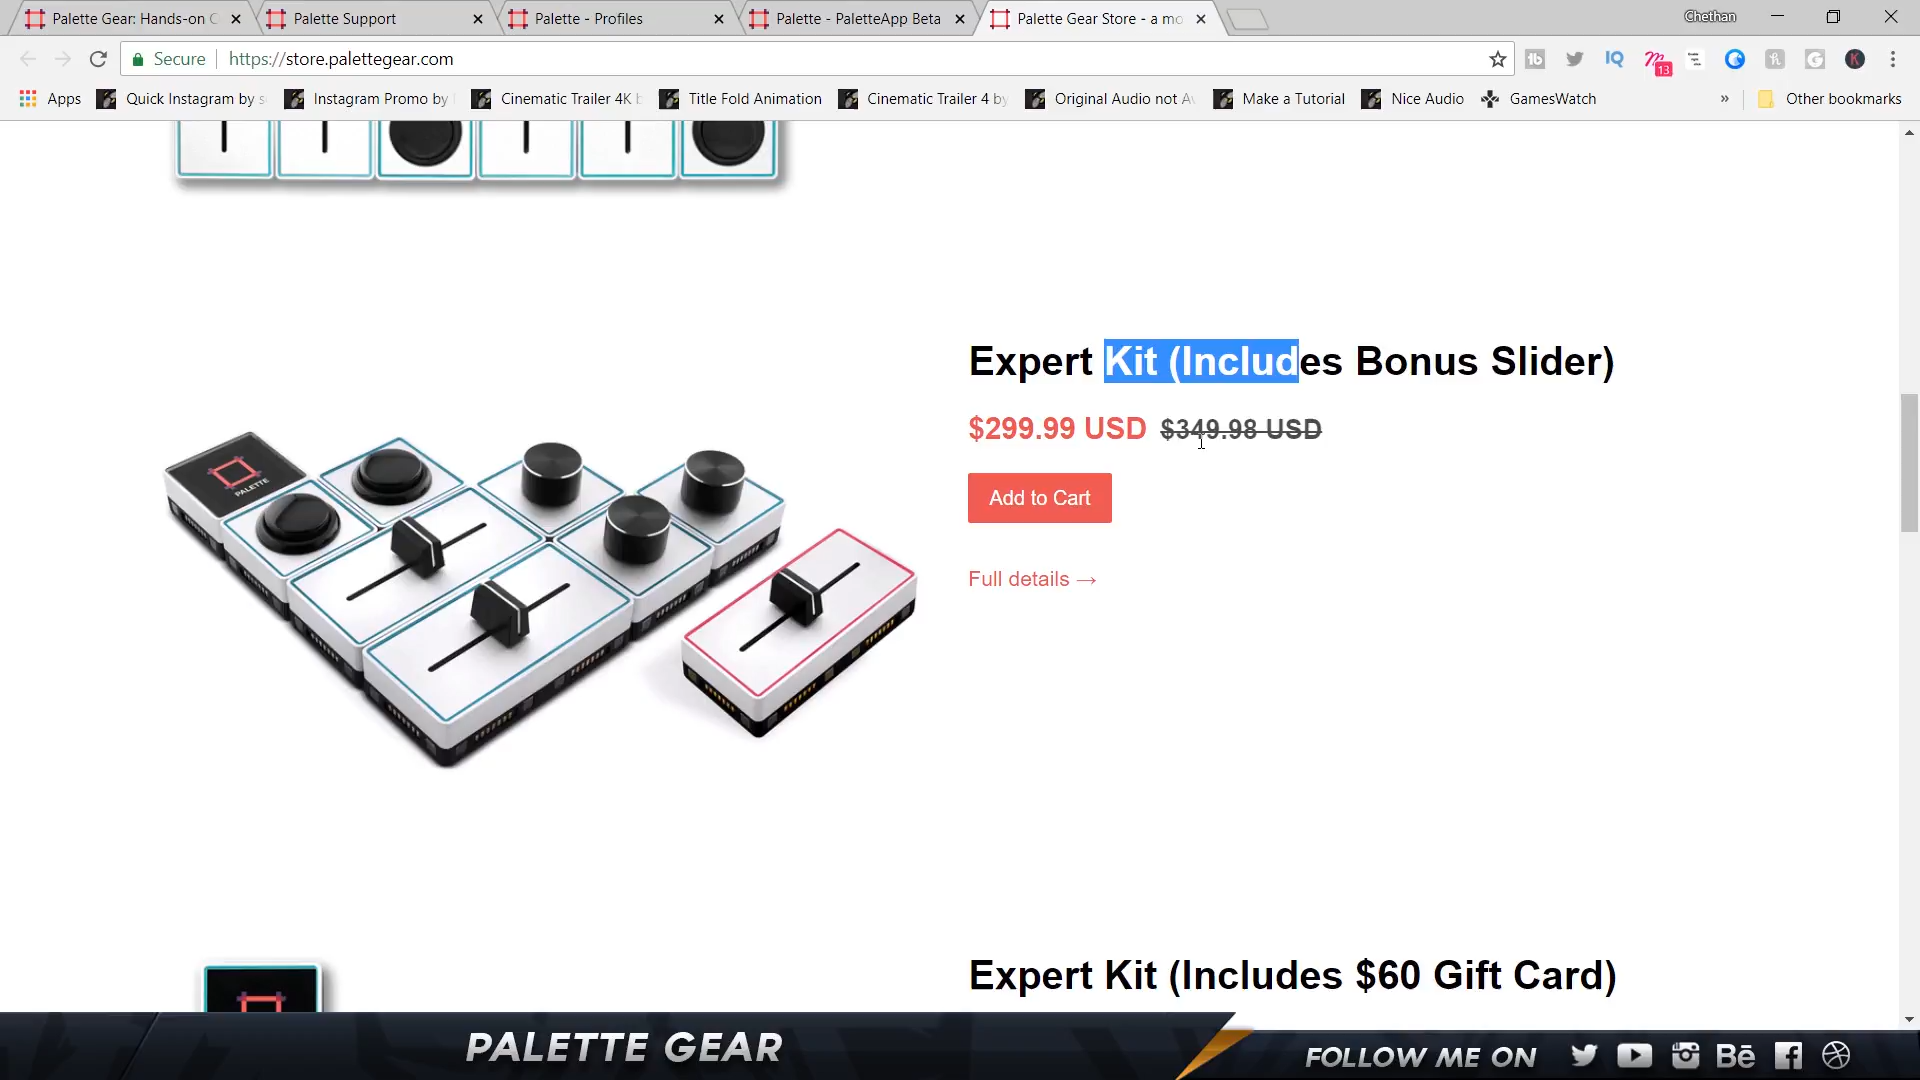 Palette Gear: Hands-on C
Palette Support
Palette - Profiles
Palette - PaletteApp Beta
Palette Gear Store - a mo
Chethan
Secure
https://store.palettegear.com
13
Apps
Quick Instagram by s
Instagram Promo by
Cinematic Trailer 4K b
Title Fold Animation
Cinematic Trailer 4 by
Original Audio not Av
Make a Tutorial
Nice Audio
GamesWatch
»
Other bookmarks
Expert Kit (Includes Bonus Slider)
$299.99 USD $349.98 USD
Add to Cart
Full details →
PALETTE
Expert Kit (Includes $60 Gift Card)
PALETTE GEAR
FOLLOW ME ON